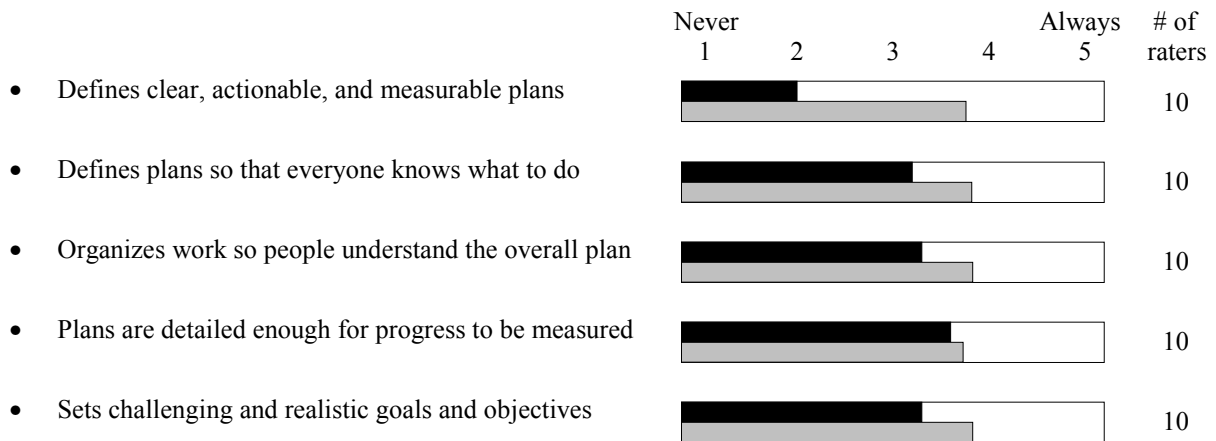 Never Always # of
1 2 3 4 5 raters
• Defines clear, actionable, and measurable plans 10
• Defines plans so that everyone knows what to do 10
• Organizes work so people understand the overall plan 10
• Plans are detailed enough for progress to be measured 10
• Sets challenging and realistic goals and objectives 10